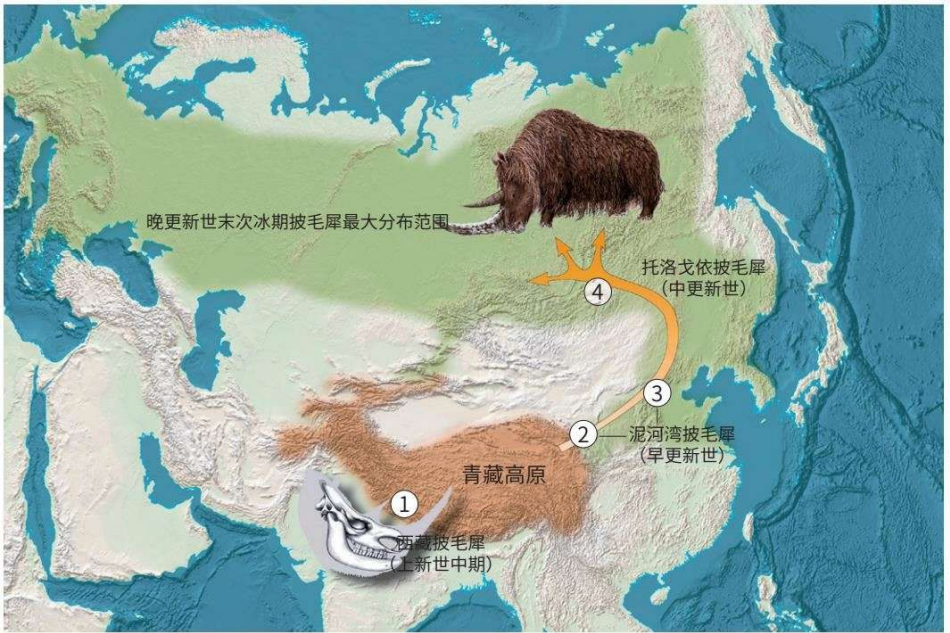 晚更新世末次冰期披毛犀最大分布范围
托洛戈依披毛犀
(中更新世)
④
③
②
泥河湾披毛犀
(早更新世)
青藏高原
①
西藏披毛犀
(上新世中期)